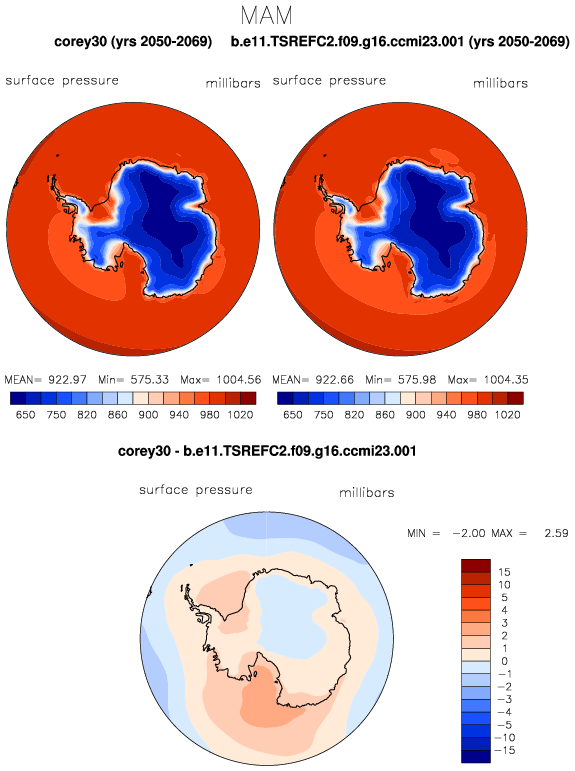 MAM
corey30 (yrs 2050-2069) b.e11.TSREFC2.f09.g16.ccmi23.001 (yrs 2050-2069)
surface pressure millibars surface pressure millibars
MEAN= 922.97 Min= 575.33 Max= 1004.56 MEAN= 922.66 Min= 575.98 Max= 1004.35
650 750 820 860 900 940 980 1020 650 750 820 860 900 940 980 1020
corey30 - b.e11.TSREFC2.f09.g16.ccmi23.001
surface pressure millibars
MIN = -2.00 MAX = 2.59
15
10
5
4
3
2
1
0
-1
-2
-3
-4
-5
-10
-15